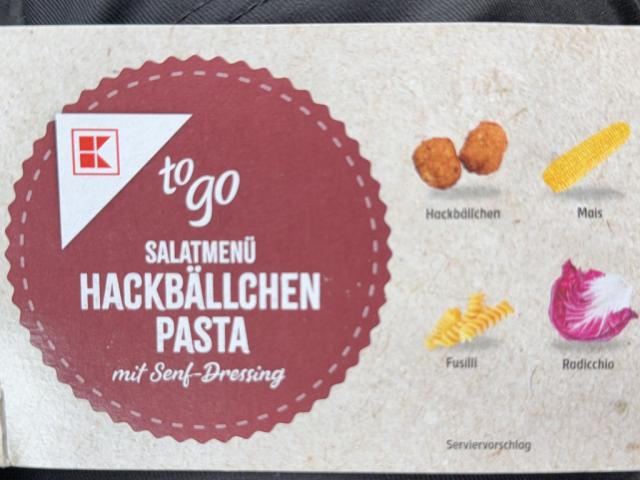 K
to
go
SALATMENÜ
HACKBÄLLCHEN
PASTA
mit Senf-Dressing
Hackbällchen
Mais
Fusilli
Radicchio
Serviervorschlag